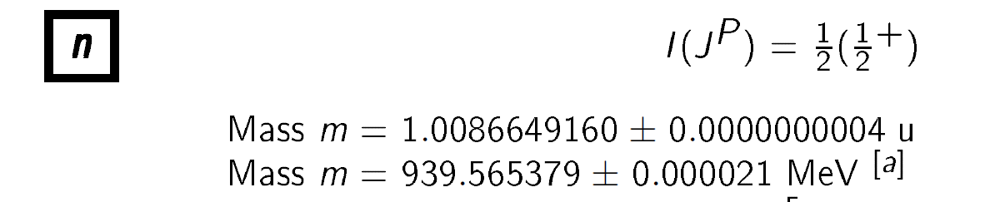 n
I(J^P) = 1/2(1/2^+)
Mass m = 1.0086649160 ± 0.0000000004 u
Mass m = 939.565379 ± 0.000021 MeV [a]